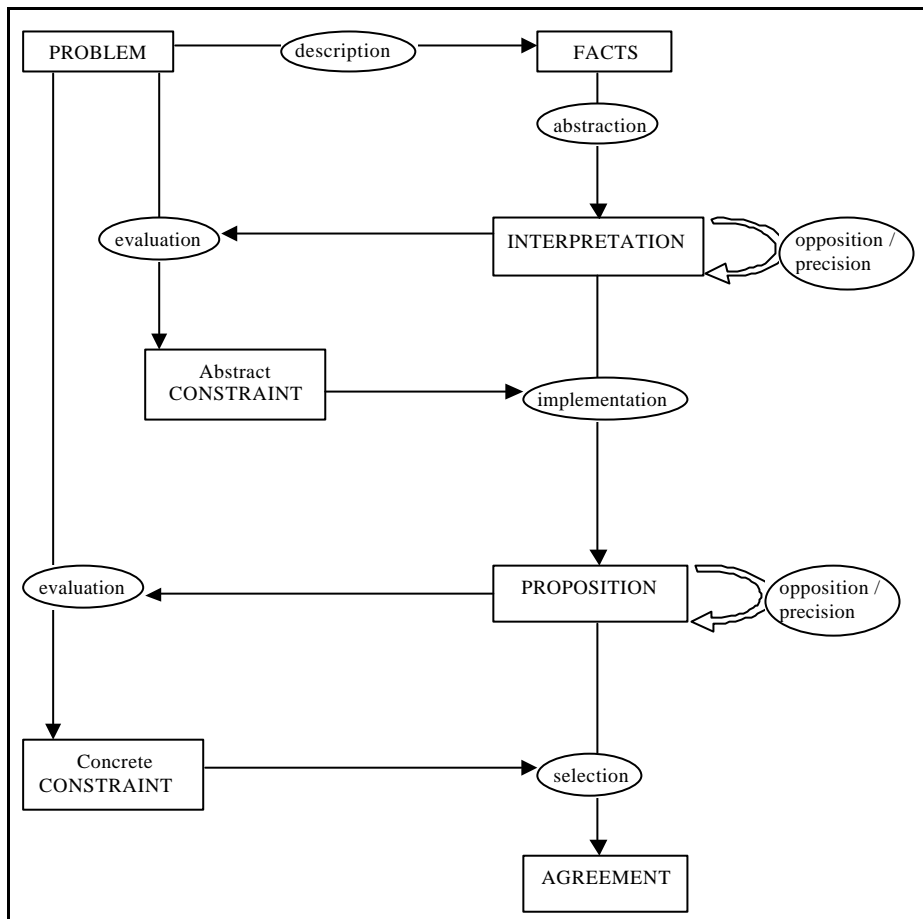 PROBLEM
description
FACTS
abstraction
evaluation
INTERPRETATION
opposition /
precision
Abstract
CONSTRAINT
implementation
evaluation
PROPOSITION
opposition /
precision
Concrete
CONSTRAINT
selection
AGREEMENT